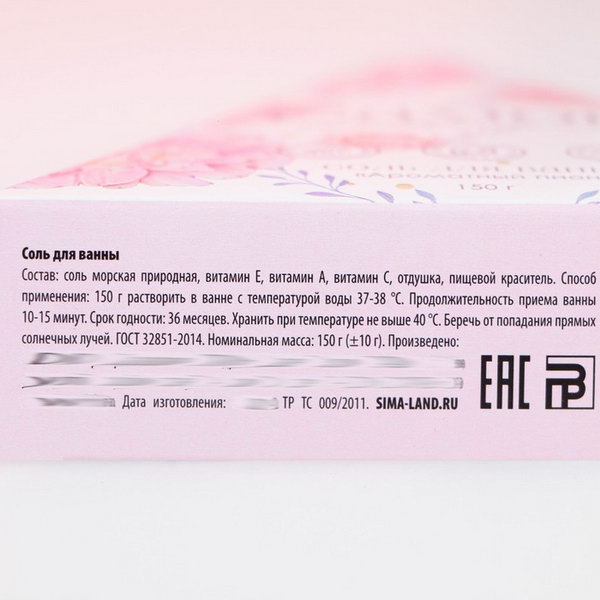 150 г
Соль для ванны
Состав: соль морская природная, витамин Е, витамин А, витамин С, отдушка, пищевой краситель. Способ
применения: 150 г растворить в ванне с температурой воды 37-38 °С. Продолжительность приема ванны
10-15 минут. Срок годности: 36 месяцев. Хранить при температуре не выше 40 °С. Беречь от попадания прямых
солнечных лучей. ГОСТ 32851-2014. Номинальная масса: 150 г (±10 г). Произведено:
Дата изготовления: ТР ТС 009/2011. SIMA-LAND.RU
ЕАС